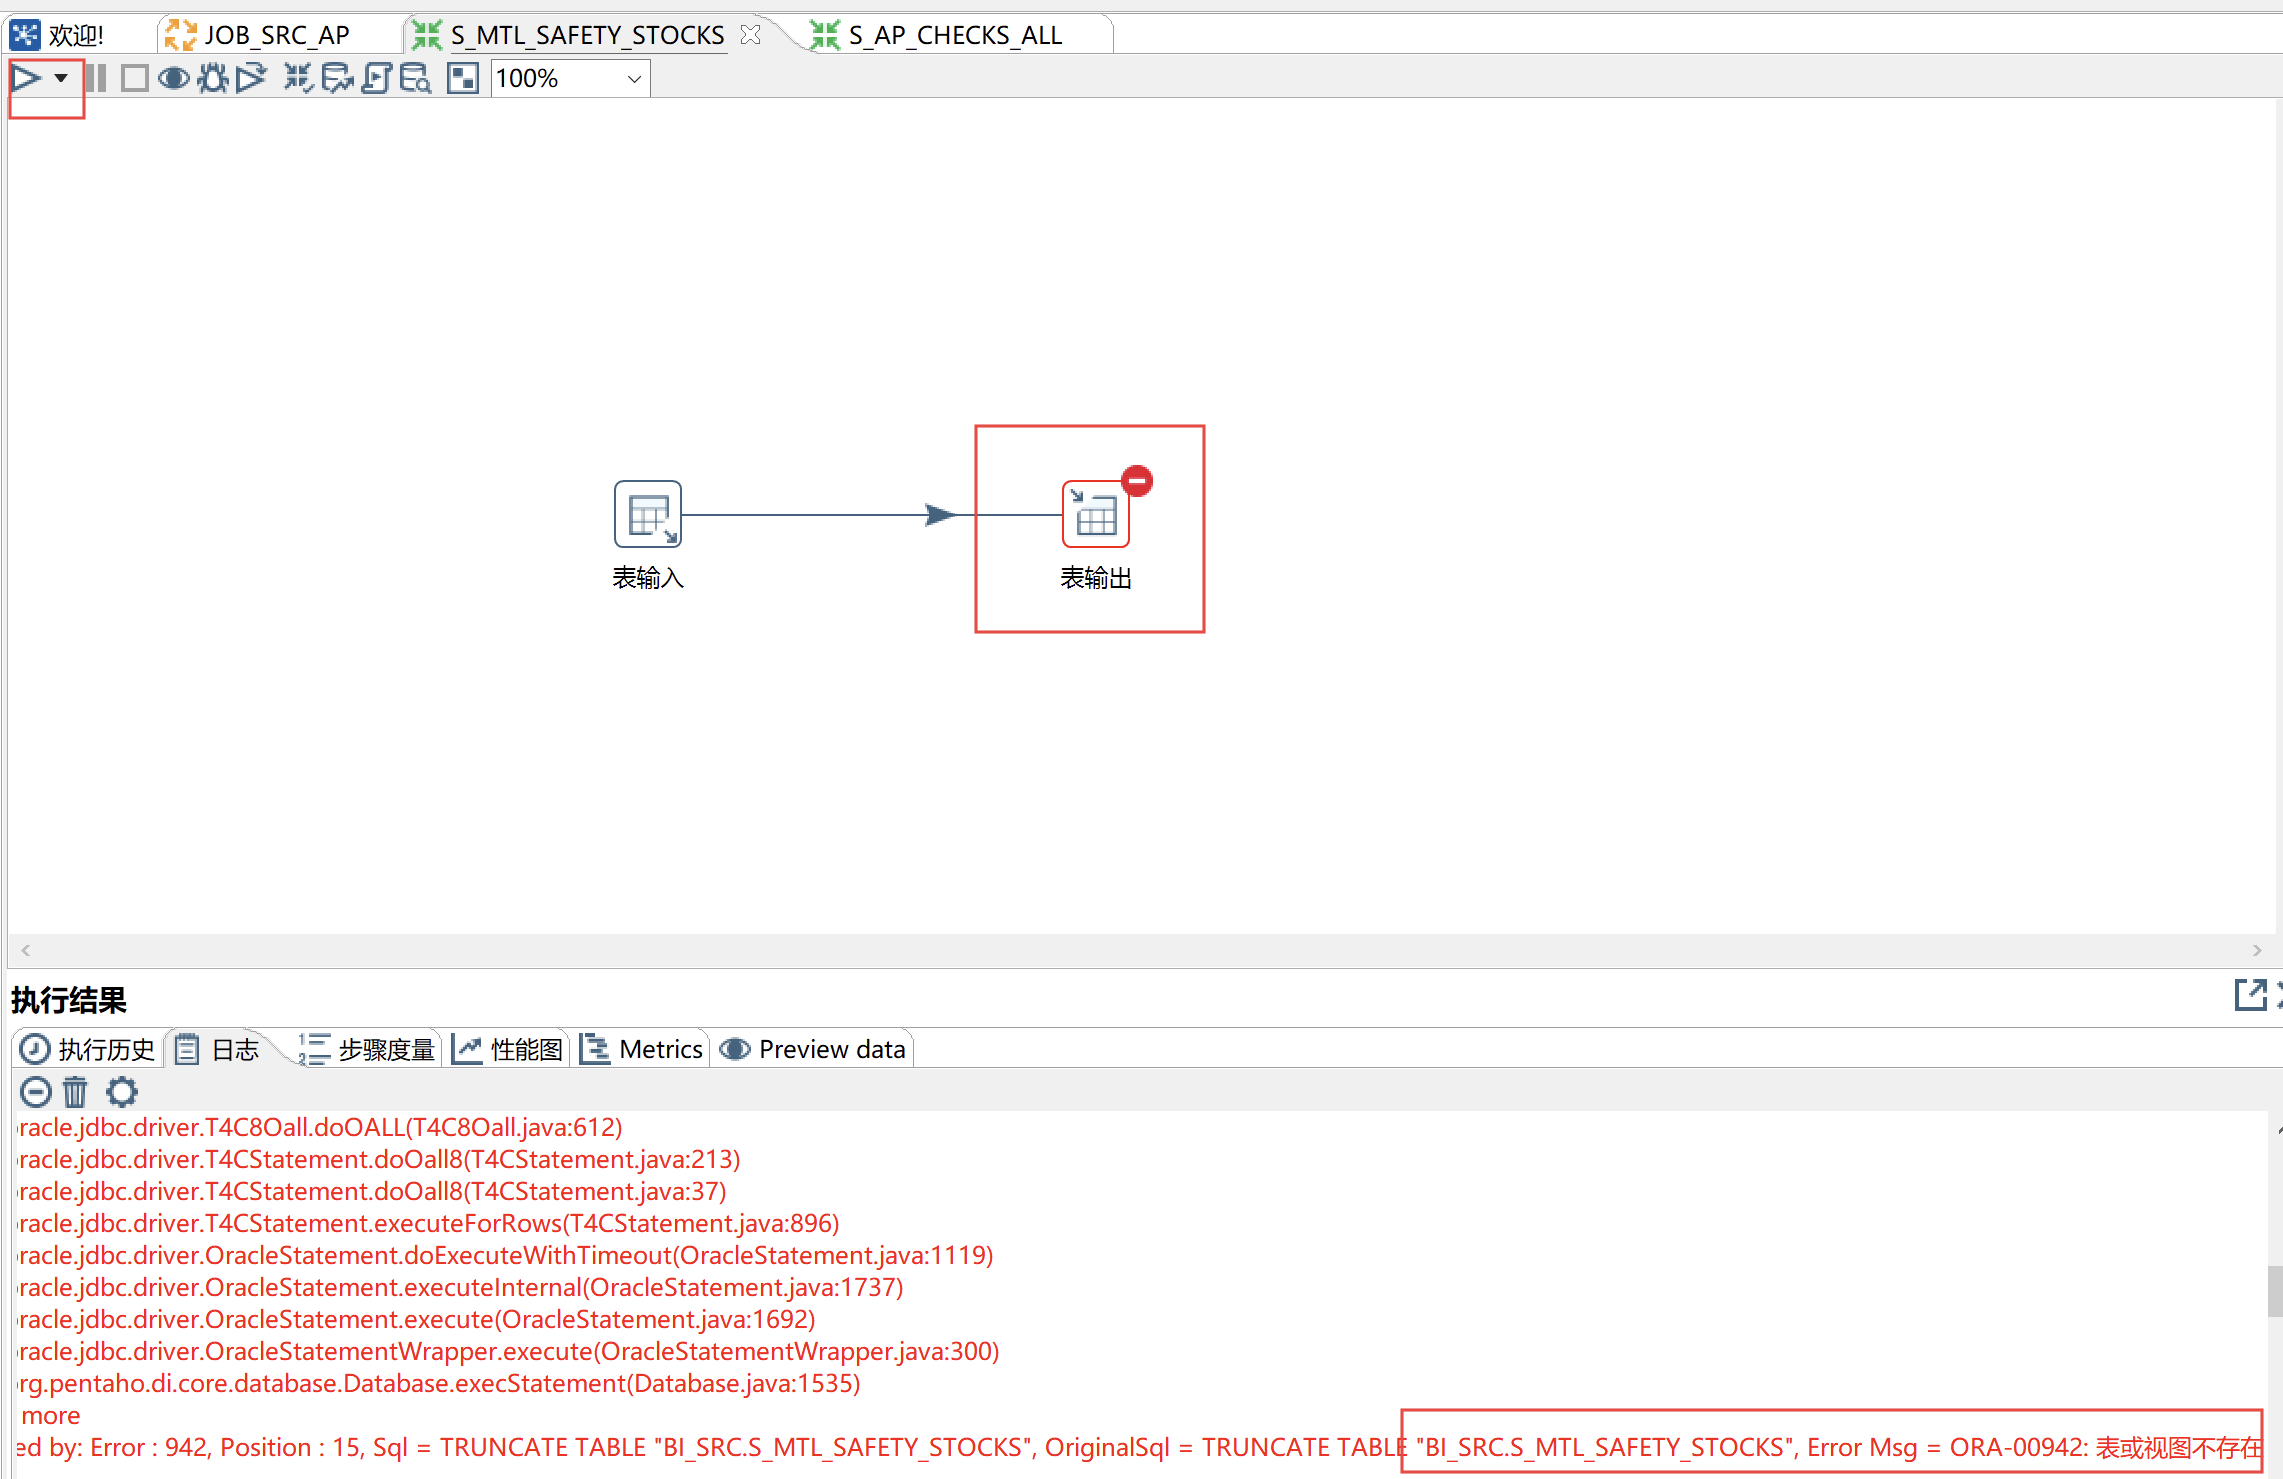 欢迎!
JOB_SRC_AP
S_MTL_SAFETY_STOCKS
S_AP_CHECKS_ALL
100%
表输入
表输出
执行结果
执行历史
日志
步骤度量
性能图
Metrics
Preview data
racle.jdbc.driver.T4C8Oall.doOALL(T4C8Oall.java:612)
racle.jdbc.driver.T4CStatement.doOall8(T4CStatement.java:213)
racle.jdbc.driver.T4CStatement.doOall8(T4CStatement.java:37)
racle.jdbc.driver.T4CStatement.executeForRows(T4CStatement.java:896)
racle.jdbc.driver.OracleStatement.doExecuteWithTimeout(OracleStatement.java:1119)
racle.jdbc.driver.OracleStatement.executeInternal(OracleStatement.java:1737)
racle.jdbc.driver.OracleStatement.execute(OracleStatement.java:1692)
racle.jdbc.driver.OracleStatementWrapper.execute(OracleStatementWrapper.java:300)
rg.pentaho.di.core.database.Database.execStatement(Database.java:1535)
more
ed by: Error : 942, Position : 15, Sql = TRUNCATE TABLE "BI_SRC.S_MTL_SAFETY_STOCKS", OriginalSql = TRUNCATE TABLE "BI_SRC.S_MTL_SAFETY_STOCKS", Error Msg = ORA-00942: 表或视图不存在